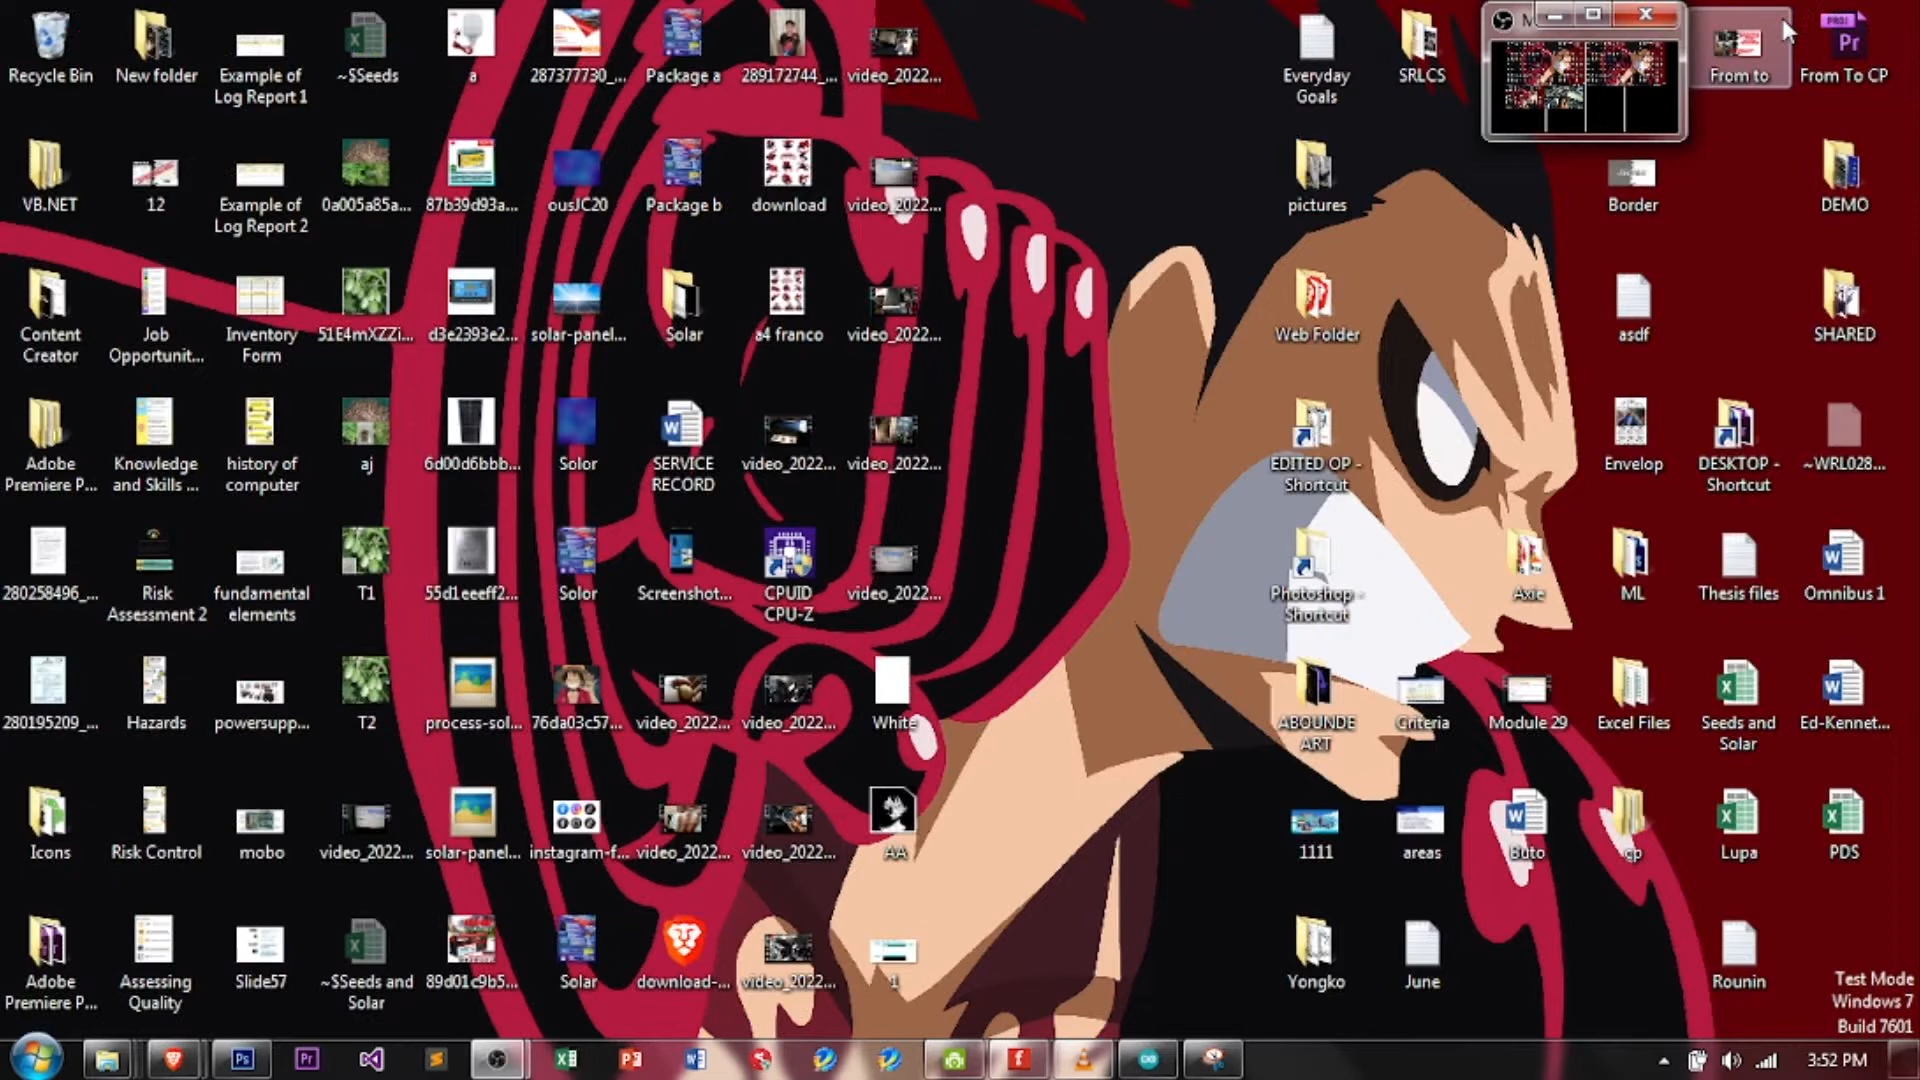 Recycle Bin
New folder
Example of
Log Report 1
~$Seeds
a
287377730_...
Package a
289172744_...
video_2022...
Everyday
Goals
SRLCS
M
From to
From To CP
PROJ
Pr
VB.NET
12
Example of
Log Report 2
0a005a85a...
87b39d93a...
ousJC20
Package b
download
video_2022...
pictures
Border
DEMO
Content
Creator
Job
Opportunit...
Inventory
Form
51E4mXZZi...
d3e2393e2...
solar-panel...
Solar
a4 franco
video_2022...
Web Folder
asdf
SHARED
Adobe
Premiere P...
Knowledge
and Skills ...
history of
computer
aj
6d00d6bbb...
Solor
SERVICE
RECORD
video_2022...
video_2022...
EDITED OP -
Shortcut
Envelop
DESKTOP -
Shortcut
~WRL028...
280258496_...
Risk
Assessment 2
fundamental
elements
T1
55d1eeeff2...
Solor
Screenshot...
CPUID
CPU-Z
video_2022...
Photoshop -
Shortcut
Axie
ML
Thesis files
Omnibus 1
280195209_...
Hazards
powersupp...
T2
process-sol...
76da03c57...
video_2022...
video_2022...
White
ABOUNDE
ART
Criteria
Module 29
Excel Files
Seeds and
Solar
Ed-Kennet...
Icons
Risk Control
mobo
video_2022...
solar-panel...
instagram-f...
video_2022...
video_2022...
AA
1111
areas
Buto
cp
Lupa
PDS
Adobe
Premiere P...
Assessing
Quality
Slide57
~$Seeds and
Solar
89d01c9b5...
Solar
download-...
video_2022...
1
Yongko
June
Rounin
Test Mode
Windows 7
Build 7601
Ps
Pr
3:52 PM